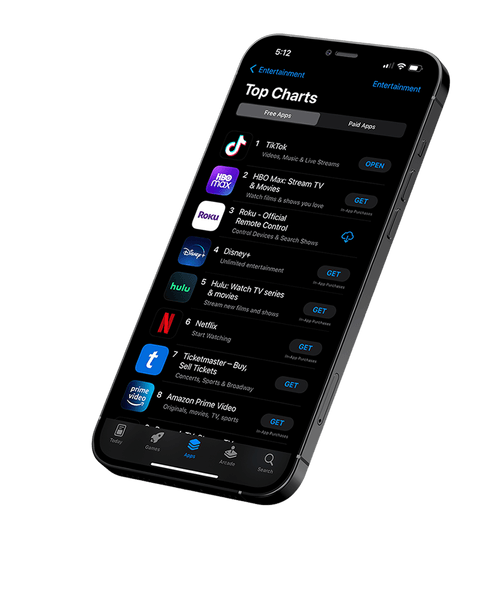 5:12
Entertainment
Entertainment
Top Charts
Free Apps
Paid Apps
1 TikTok
Videos, Music & Live Streams
OPEN
HBO
max
2 HBO Max: Stream TV
& Movies
Watch films & shows you love
GET
In-App Purchases
Roku
3 Roku - Official
Remote Control
Control Devices & Search Shows
Disney+
4 Disney+
Unlimited entertainment
GET
In-App Purchases
hulu
5 Hulu: Watch TV series
& movies
Stream new films and shows
GET
In-App Purchases
N
6 Netflix
Start Watching
GET
In-App Purchases
t
7 Ticketmaster—Buy,
Sell Tickets
Concerts, Sports & Broadway
GET
prime
video
8 Amazon Prime Video
Originals, movies, TV, sports
GET
In-App Purchases
Today
Games
Apps
Arcade
Search